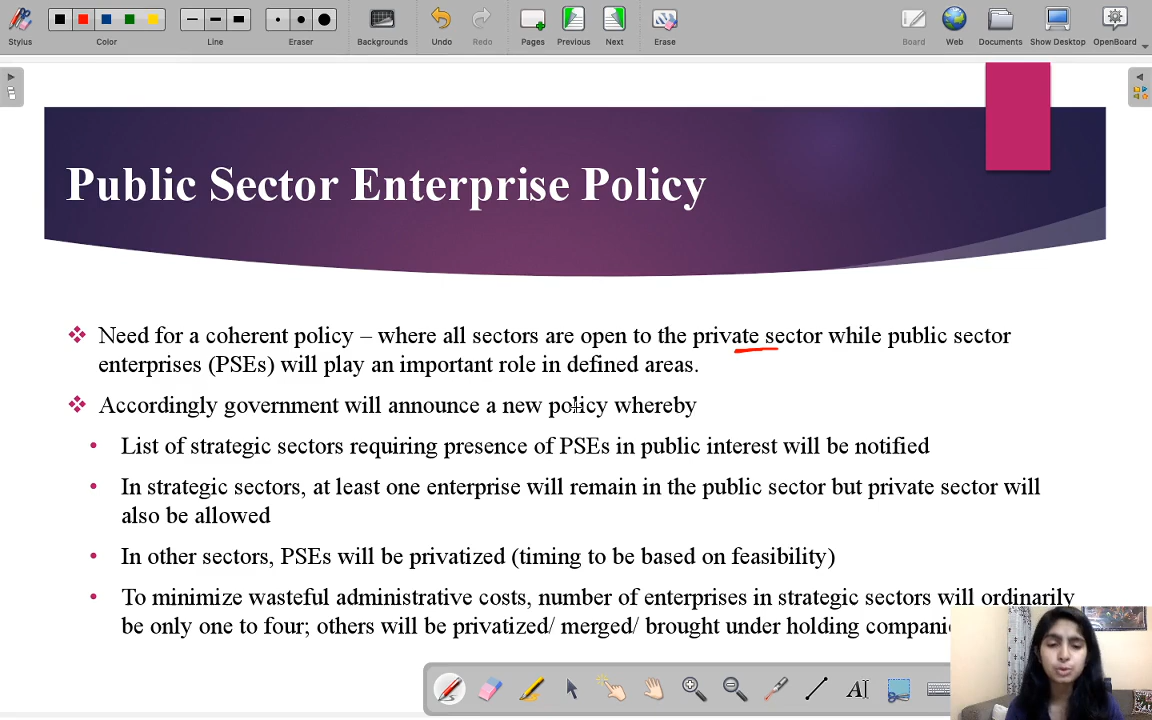 Stylus
Color
Line
Eraser
Backgrounds
Undo
Redo
Pages
Previous
Next
Erase
Board
Web
Documents
Show Desktop
OpenBoard
Public Sector Enterprise Policy
Need for a coherent policy – where all sectors are open to the private sector while public sector
enterprises (PSEs) will play an important role in defined areas.
Accordingly government will announce a new policy whereby
List of strategic sectors requiring presence of PSEs in public interest will be notified
In strategic sectors, at least one enterprise will remain in the public sector but private sector will
also be allowed
In other sectors, PSEs will be privatized (timing to be based on feasibility)
To minimize wasteful administrative costs, number of enterprises in strategic sectors will ordinarily
be only one to four; others will be privatized/ merged/ brought under holding